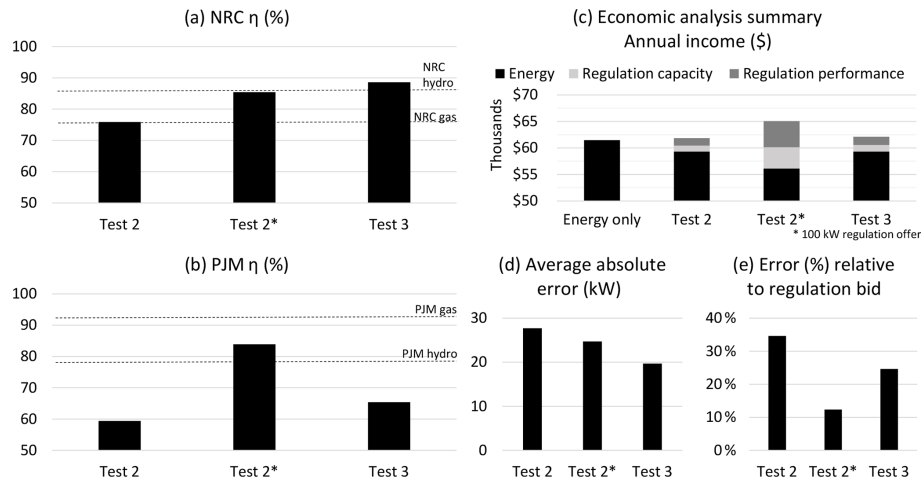 (a) NRC η (%)
100
90
80
70
60
50
NRC
hydro
NRC gas
Test 2
Test 2*
Test 3
(b) PJM η (%)
100
90
80
70
60
50
PJM gas
PJM hydro
Test 2
Test 2*
Test 3
(c) Economic analysis summary
Annual income ($)
Energy
Regulation capacity
Regulation performance
Thousands
$70
$65
$60
$55
$50
Energy only
Test 2
Test 2*
Test 3
* 100 kW regulation offer
(d) Average absolute
error (kW)
30
20
10
0
Test 2
Test 2*
Test 3
(e) Error (%) relative
to regulation bid
40 %
30 %
20 %
10 %
0 %
Test 2
Test 2*
Test 3